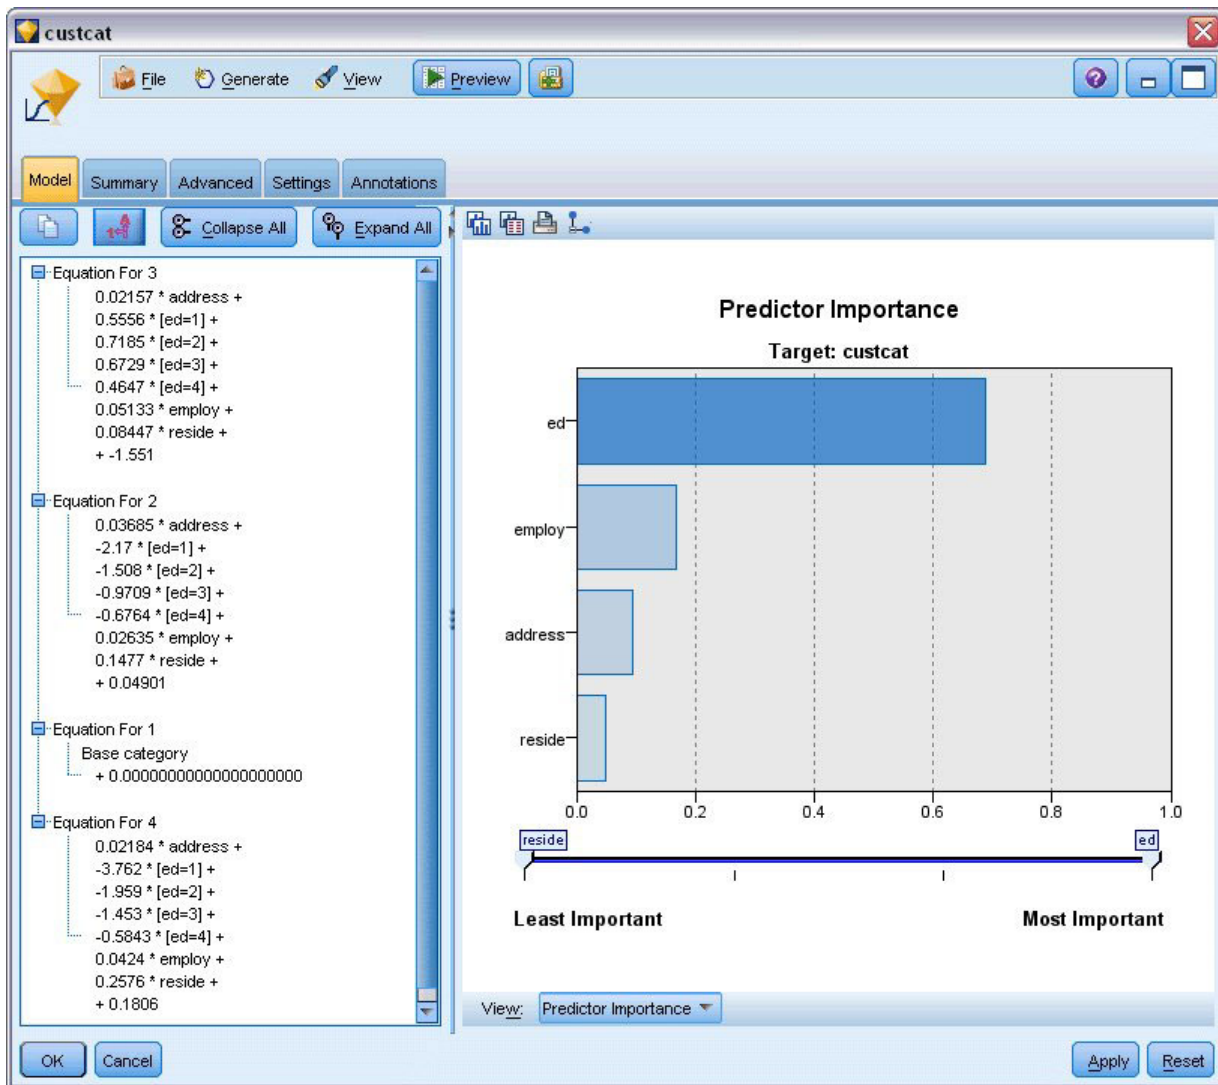 custcat
File Generate View Preview
Model Summary Advanced Settings Annotations
Collapse All Expand All
Equation For 3
0.02157 * address +
0.5556 * [ed=1] +
0.7185 * [ed=2] +
0.6729 * [ed=3] +
0.4647 * [ed=4] +
0.05133 * employ +
0.08447 * reside +
+ -1.551
Equation For 2
0.03685 * address +
-2.17 * [ed=1] +
-1.508 * [ed=2] +
-0.9709 * [ed=3] +
-0.6764 * [ed=4] +
0.02635 * employ +
0.1477 * reside +
+ 0.04901
Equation For 1
Base category
+ 0.00000000000000000000
Equation For 4
0.02184 * address +
-3.762 * [ed=1] +
-1.959 * [ed=2] +
-1.453 * [ed=3] +
-0.5843 * [ed=4] +
0.0424 * employ +
0.2576 * reside +
+ 0.1806
Predictor Importance
Target: custcat
ed
employ
address
reside
0.0 0.2 0.4 0.6 0.8 1.0
reside ed
Least Important Most Important
View: Predictor Importance
OK Cancel Apply Reset